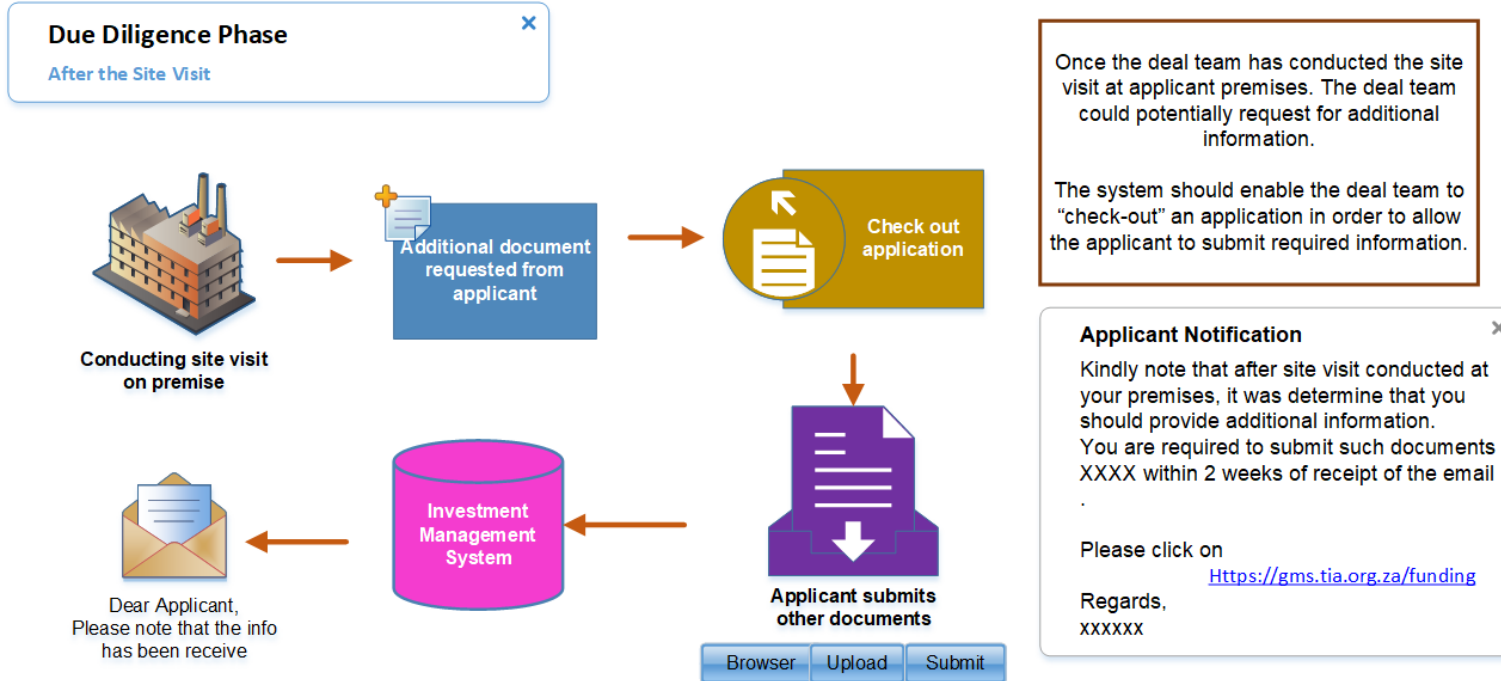 Due Diligence Phase
After the Site Visit
Once the deal team has conducted the site
visit at applicant premises. The deal team
could potentially request for additional
information.
The system should enable the deal team to
“check-out” an application in order to allow
the applicant to submit required information.
Additional document
requested from
applicant
Check out
application
Conducting site visit
on premise
Applicant Notification
Kindly note that after site visit conducted at
your premises, it was determine that you
should provide additional information.
You are required to submit such documents
XXXX within 2 weeks of receipt of the email
.
Please click on
Https://gms.tia.org.za/funding
Regards,
xxxxxx
Investment
Management
System
Applicant submits
other documents
Browser Upload Submit
Dear Applicant,
Please note that the info
has been receive